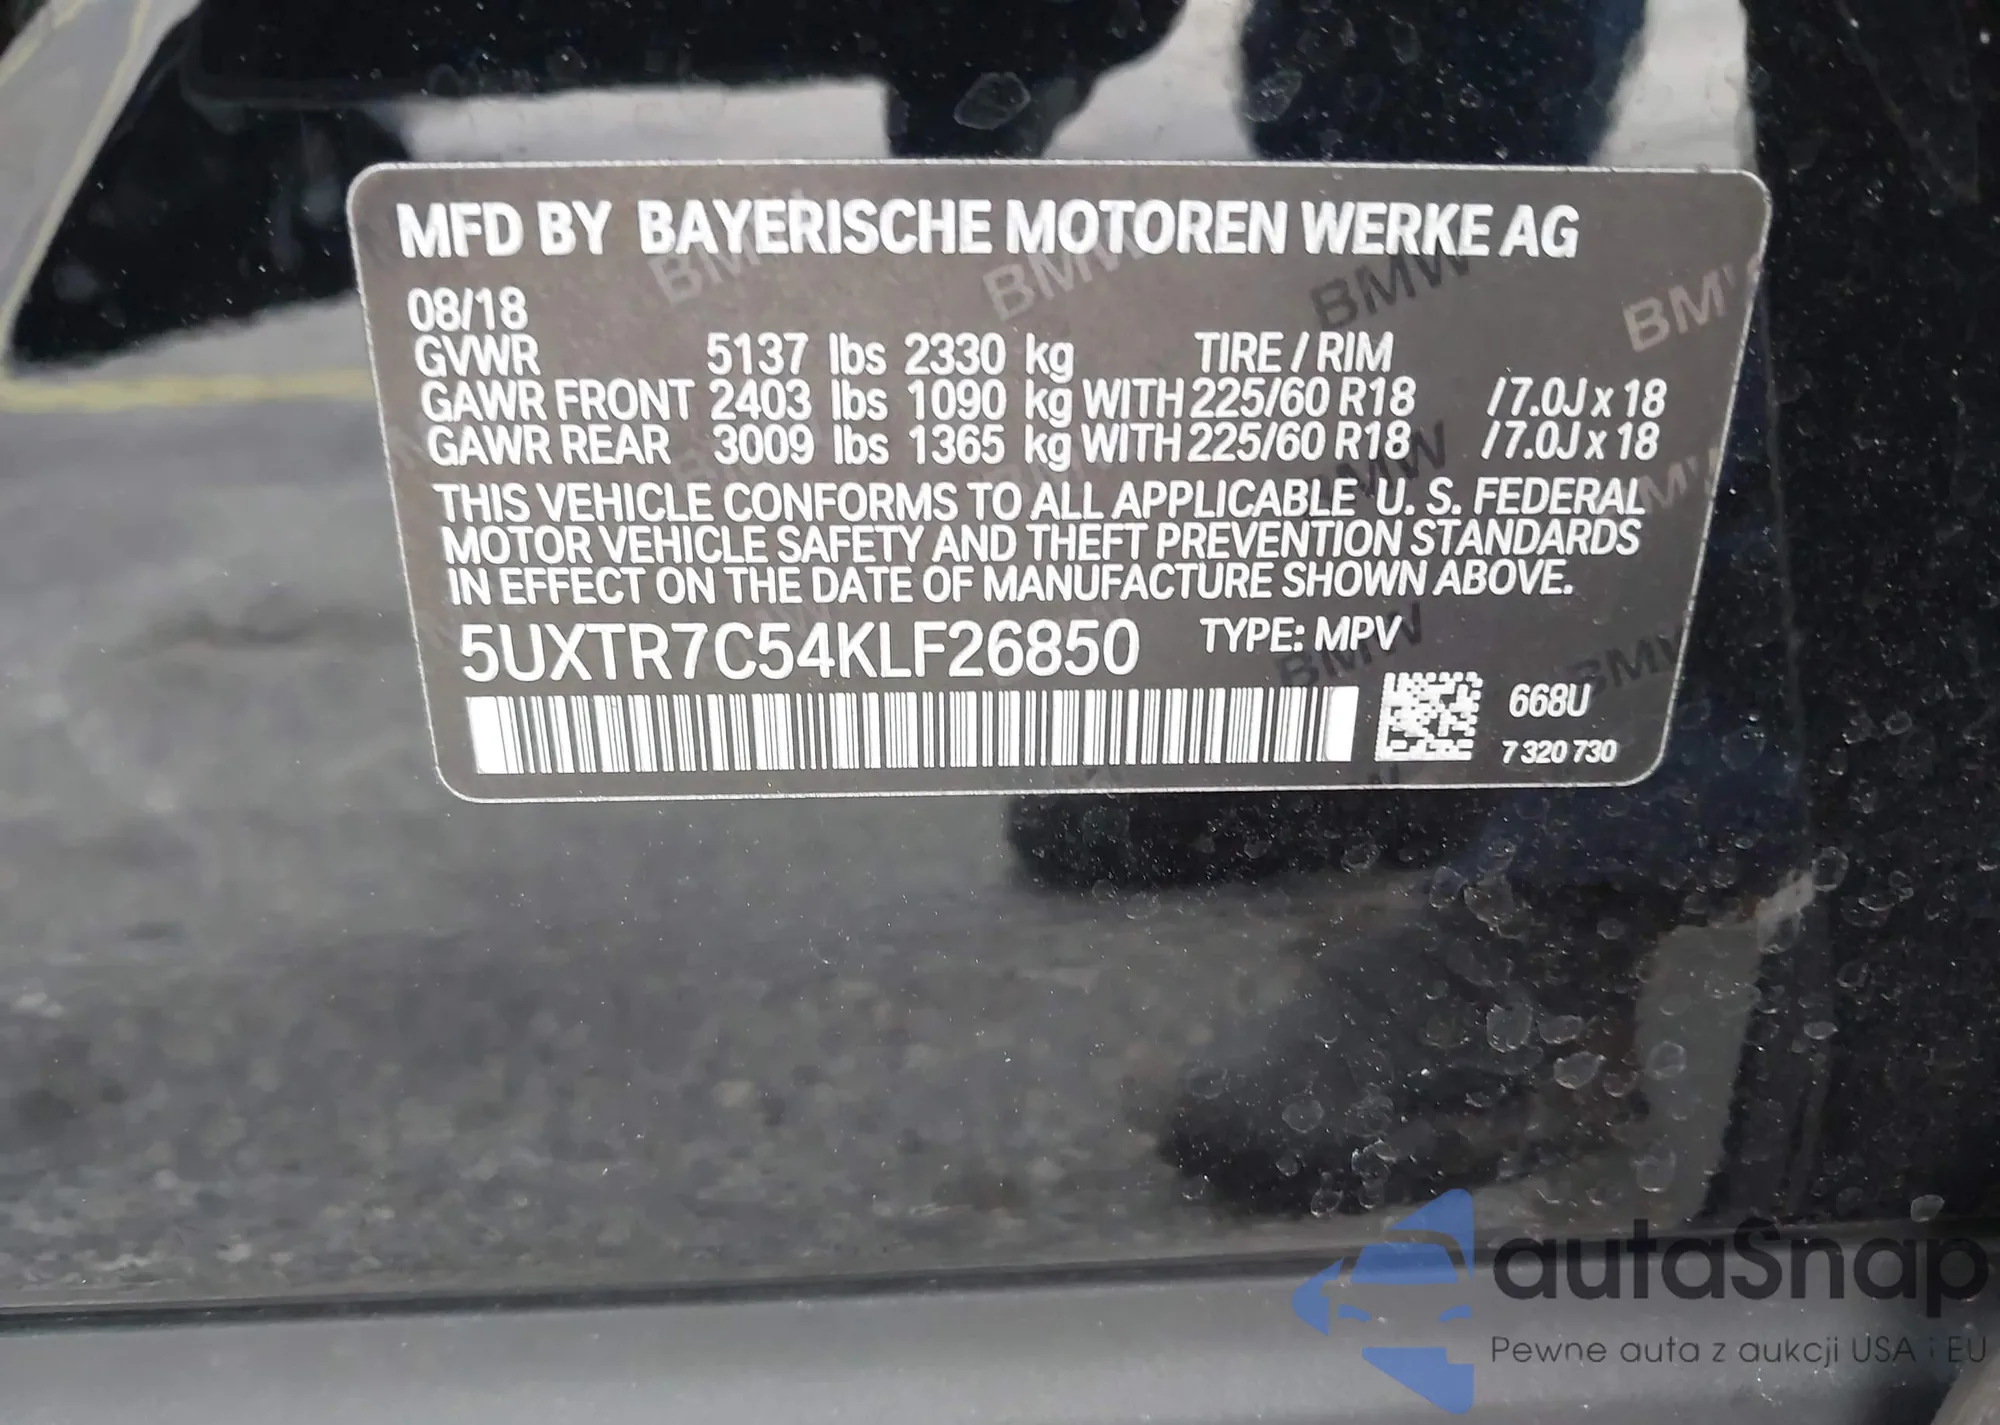 MFD BY BAYERISCHE MOTOREN WERKE AG
08/18
GVWR 5137 lbs 2330 kg TIRE / RIM
GAWR FRONT 2403 lbs 1090 kg WITH 225/60 R18 /7.0J x 18
GAWR REAR 3009 lbs 1365 kg WITH 225/60 R18 /7.0J x 18
THIS VEHICLE CONFORMS TO ALL APPLICABLE U. S. FEDERAL
MOTOR VEHICLE SAFETY AND THEFT PREVENTION STANDARDS
IN EFFECT ON THE DATE OF MANUFACTURE SHOWN ABOVE.
5UXTR7C54KLF26850 TYPE: MPV
668U
7 320 730
autaSnap
Pewne auta z aukcji USA i EU